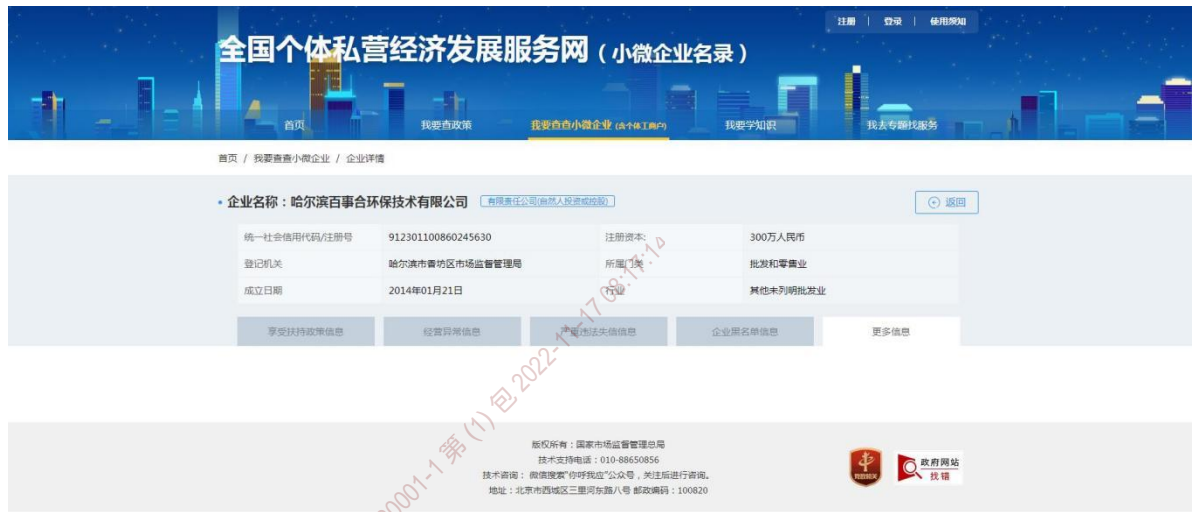 注册 | 登录 | 使用须知
全国个体私营经济发展服务网（小微企业名录）
首页 我要查政策 我要查查小微企业 (含个体工商户) 我要学知识 我去专题找服务
首页 / 我要查查小微企业 / 企业详情
• 企业名称：哈尔滨百事合环保技术有限公司 有限责任公司(自然人投资或控股) 返回
统一社会信用代码/注册号 912301100860245630 注册资本: 300万人民币
登记机关 哈尔滨市香坊区市场监督管理局 所属门类 批发和零售业
成立日期 2014年01月21日 行业 其他未列明批发业
享受扶持政策信息 经营异常信息 严重违法失信信息 企业黑名单信息 更多信息
0001-1第(1)包 2022-11-17 08:17:14
版权所有：国家市场监督管理总局
技术支持电话：010-88650856
技术咨询： 微信搜索"你呼我应"公众号，关注后进行咨询。
地址：北京市西城区三里河东路八号 邮政编码：100820
党政机关
政府网站
找错